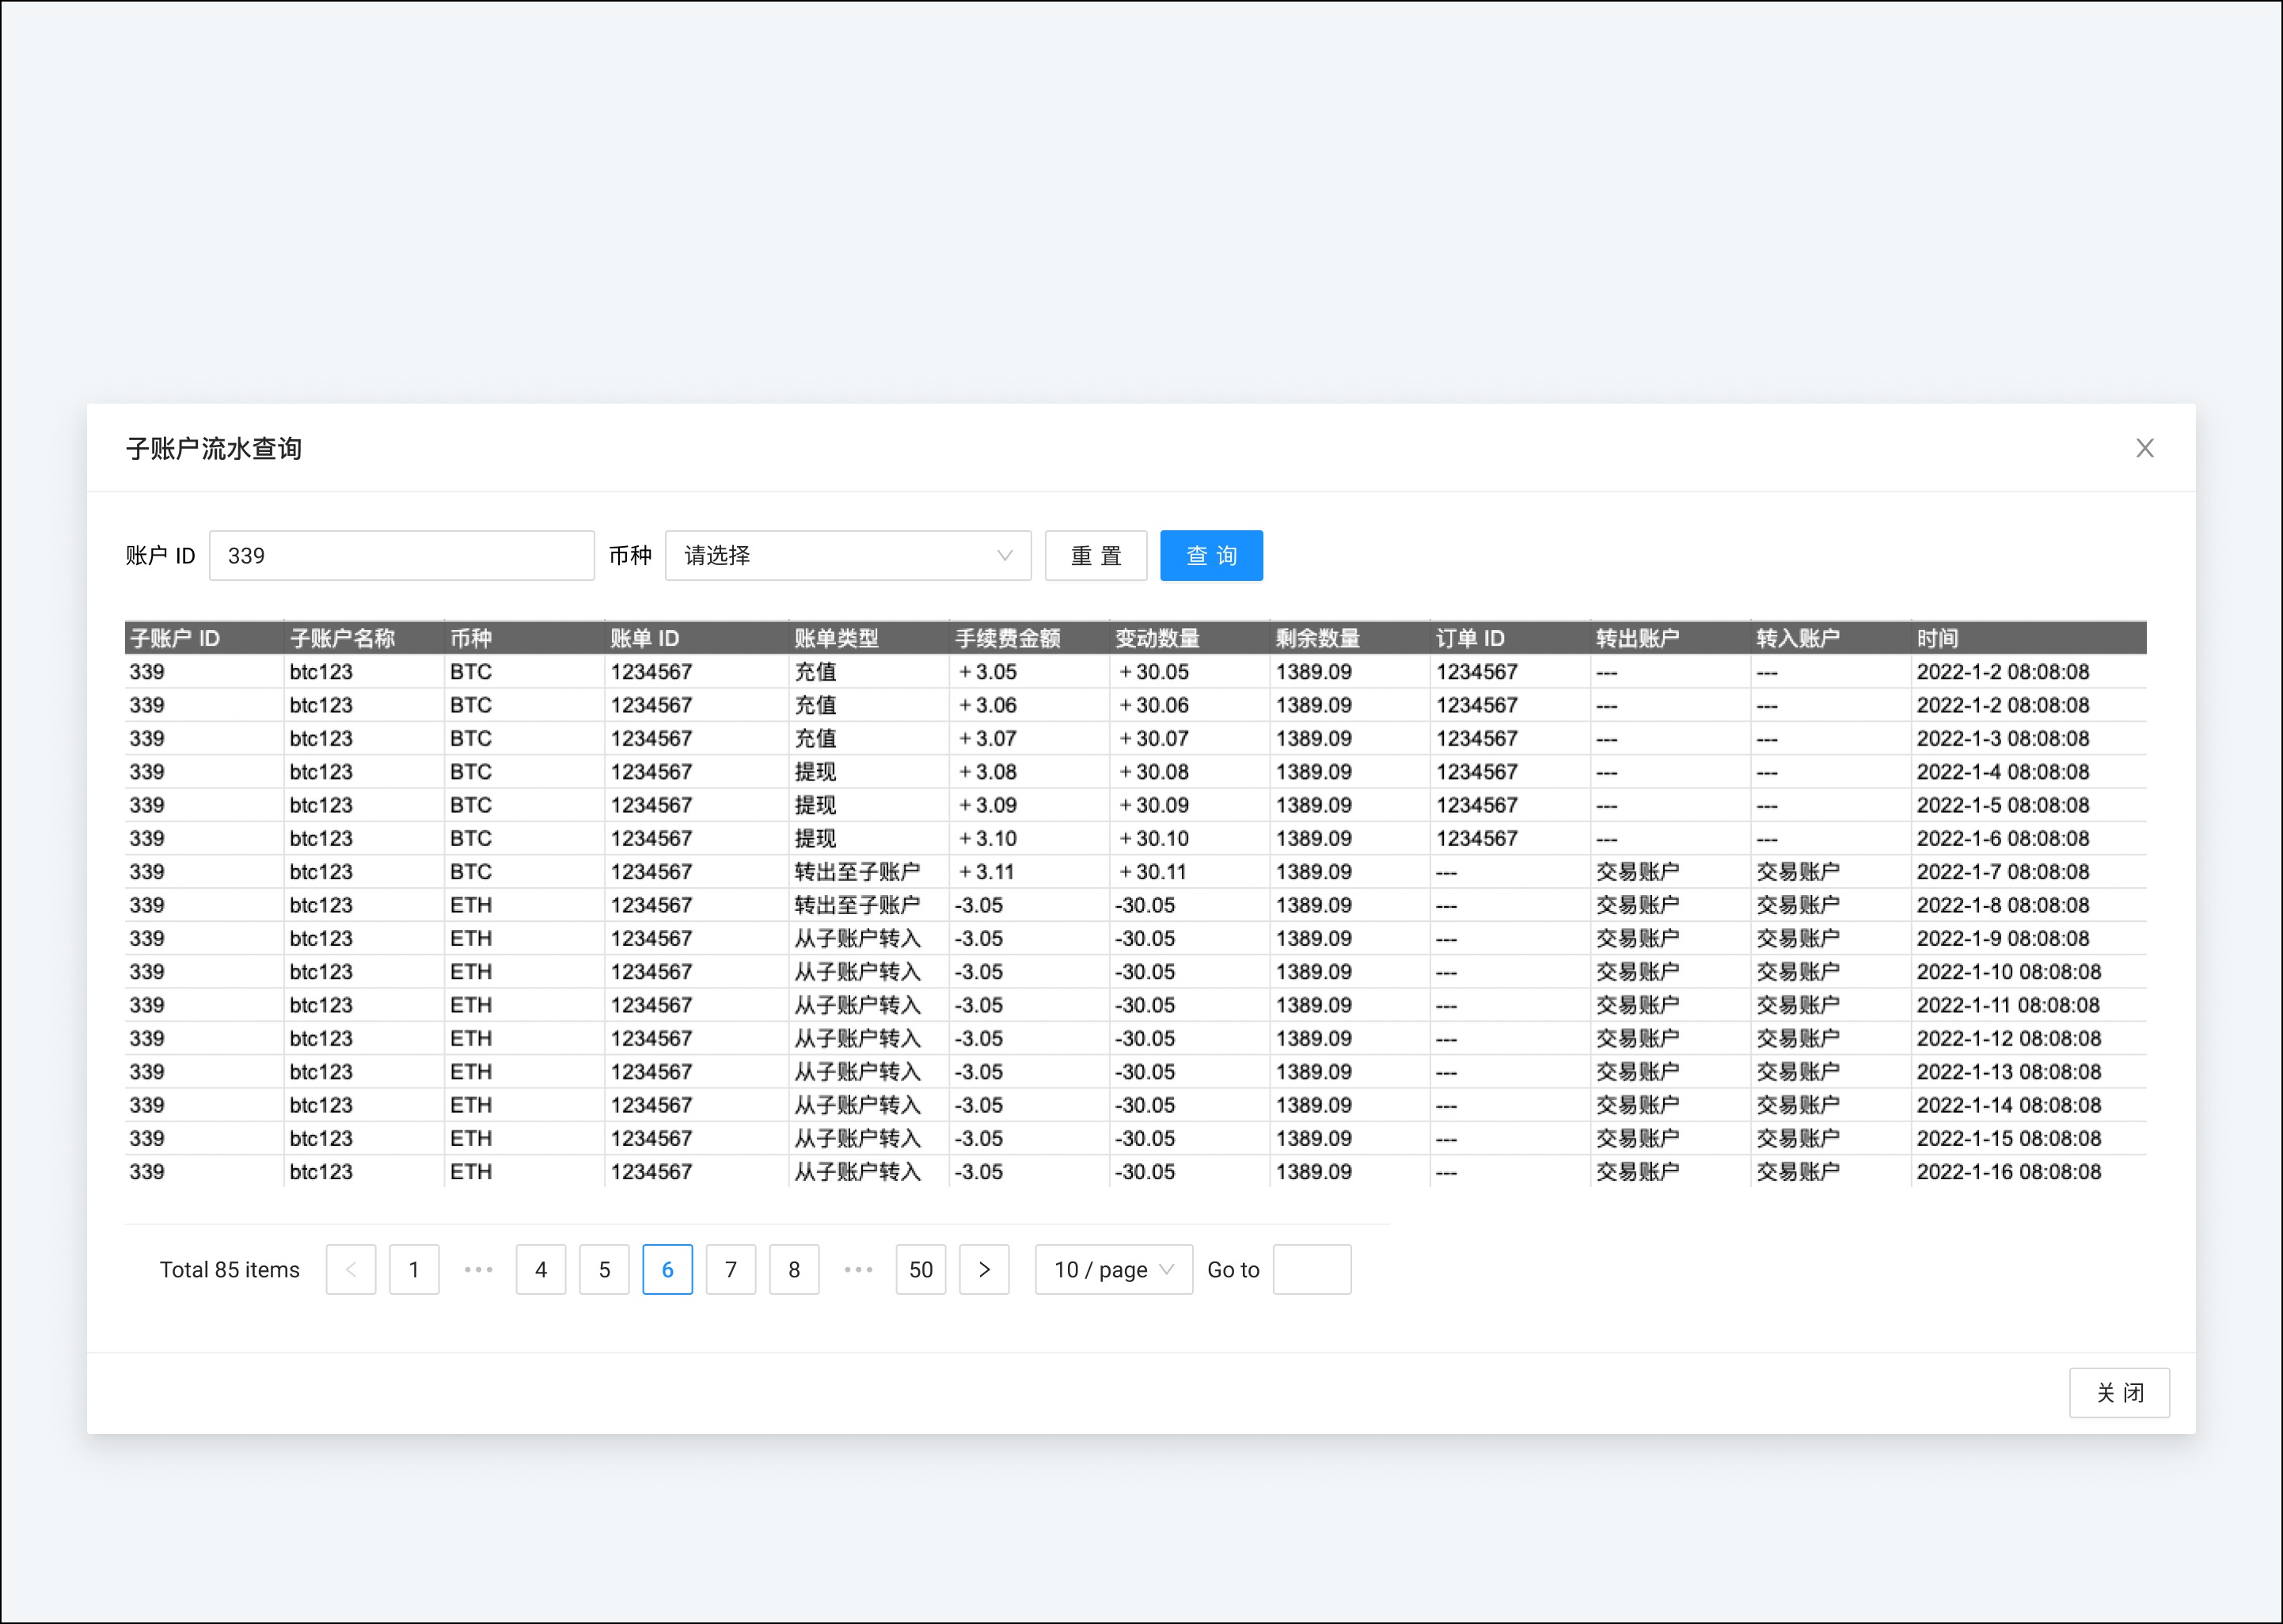 子账户流水查询
账户 ID 339 币种 请选择 重 置 查 询
子账户 ID 子账户名称 币种 账单 ID 账单类型 手续费金额 变动数量 剩余数量 订单 ID 转出账户 转入账户 时间
339 btc123 BTC 1234567 充值 +3.05 +30.05 1389.09 1234567 --- --- 2022-1-2 08:08:08
339 btc123 BTC 1234567 充值 +3.06 +30.06 1389.09 1234567 --- --- 2022-1-2 08:08:08
339 btc123 BTC 1234567 充值 +3.07 +30.07 1389.09 1234567 --- --- 2022-1-3 08:08:08
339 btc123 BTC 1234567 提现 +3.08 +30.08 1389.09 1234567 --- --- 2022-1-4 08:08:08
339 btc123 BTC 1234567 提现 +3.09 +30.09 1389.09 1234567 --- --- 2022-1-5 08:08:08
339 btc123 BTC 1234567 提现 +3.10 +30.10 1389.09 1234567 --- --- 2022-1-6 08:08:08
339 btc123 BTC 1234567 转出至子账户 +3.11 +30.11 1389.09 --- 交易账户 交易账户 2022-1-7 08:08:08
339 btc123 ETH 1234567 转出至子账户 -3.05 -30.05 1389.09 --- 交易账户 交易账户 2022-1-8 08:08:08
339 btc123 ETH 1234567 从子账户转入 -3.05 -30.05 1389.09 --- 交易账户 交易账户 2022-1-9 08:08:08
339 btc123 ETH 1234567 从子账户转入 -3.05 -30.05 1389.09 --- 交易账户 交易账户 2022-1-10 08:08:08
339 btc123 ETH 1234567 从子账户转入 -3.05 -30.05 1389.09 --- 交易账户 交易账户 2022-1-11 08:08:08
339 btc123 ETH 1234567 从子账户转入 -3.05 -30.05 1389.09 --- 交易账户 交易账户 2022-1-12 08:08:08
339 btc123 ETH 1234567 从子账户转入 -3.05 -30.05 1389.09 --- 交易账户 交易账户 2022-1-13 08:08:08
339 btc123 ETH 1234567 从子账户转入 -3.05 -30.05 1389.09 --- 交易账户 交易账户 2022-1-14 08:08:08
339 btc123 ETH 1234567 从子账户转入 -3.05 -30.05 1389.09 --- 交易账户 交易账户 2022-1-15 08:08:08
339 btc123 ETH 1234567 从子账户转入 -3.05 -30.05 1389.09 --- 交易账户 交易账户 2022-1-16 08:08:08
Total 85 items < 1 ••• 4 5 6 7 8 ••• 50 > 10 / page Go to
关 闭